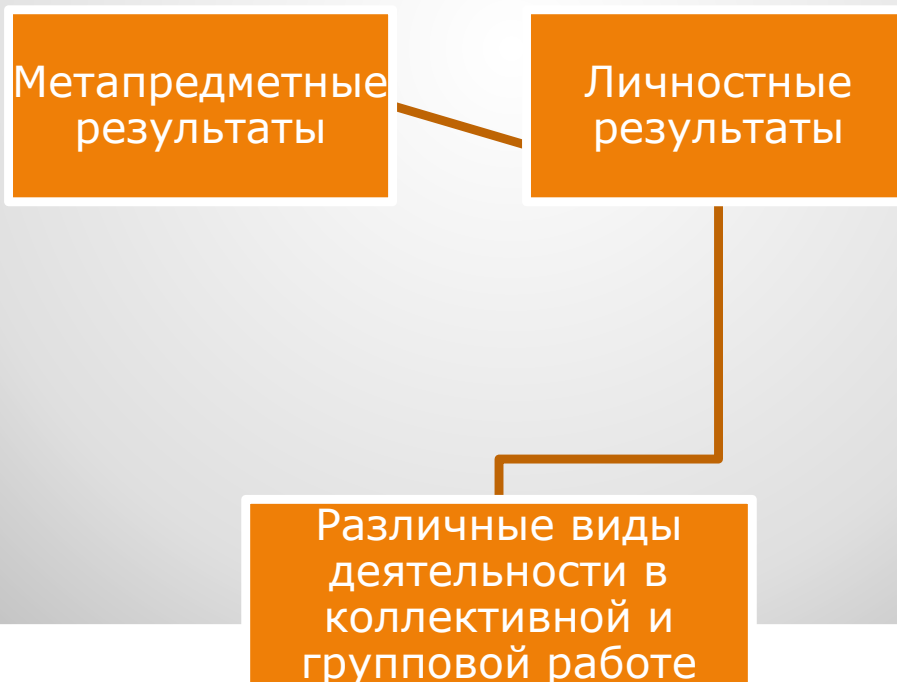 Метапредметные
результаты
Личностные
результаты
Различные виды
деятельности в
коллективной и
групповой работе